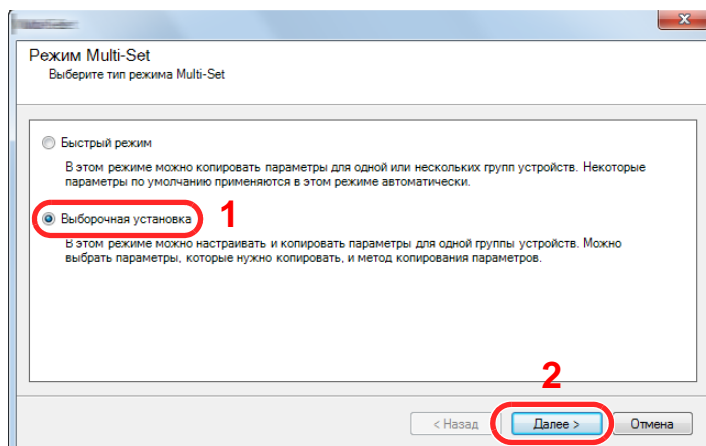 Режим Multi-Set
Выберите тип режима Multi-Set
Быстрый режим
В этом режиме можно копировать параметры для одной или нескольких групп устройств. Некоторые
параметры по умолчанию применяются в этом режиме автоматически.
Выборочная установка 1
В этом режиме можно настраивать и копировать параметры для одной группы устройств. Можно
выбрать параметры, которые нужно копировать, и метод копирования параметров.
2
< Назад Далее > Отмена